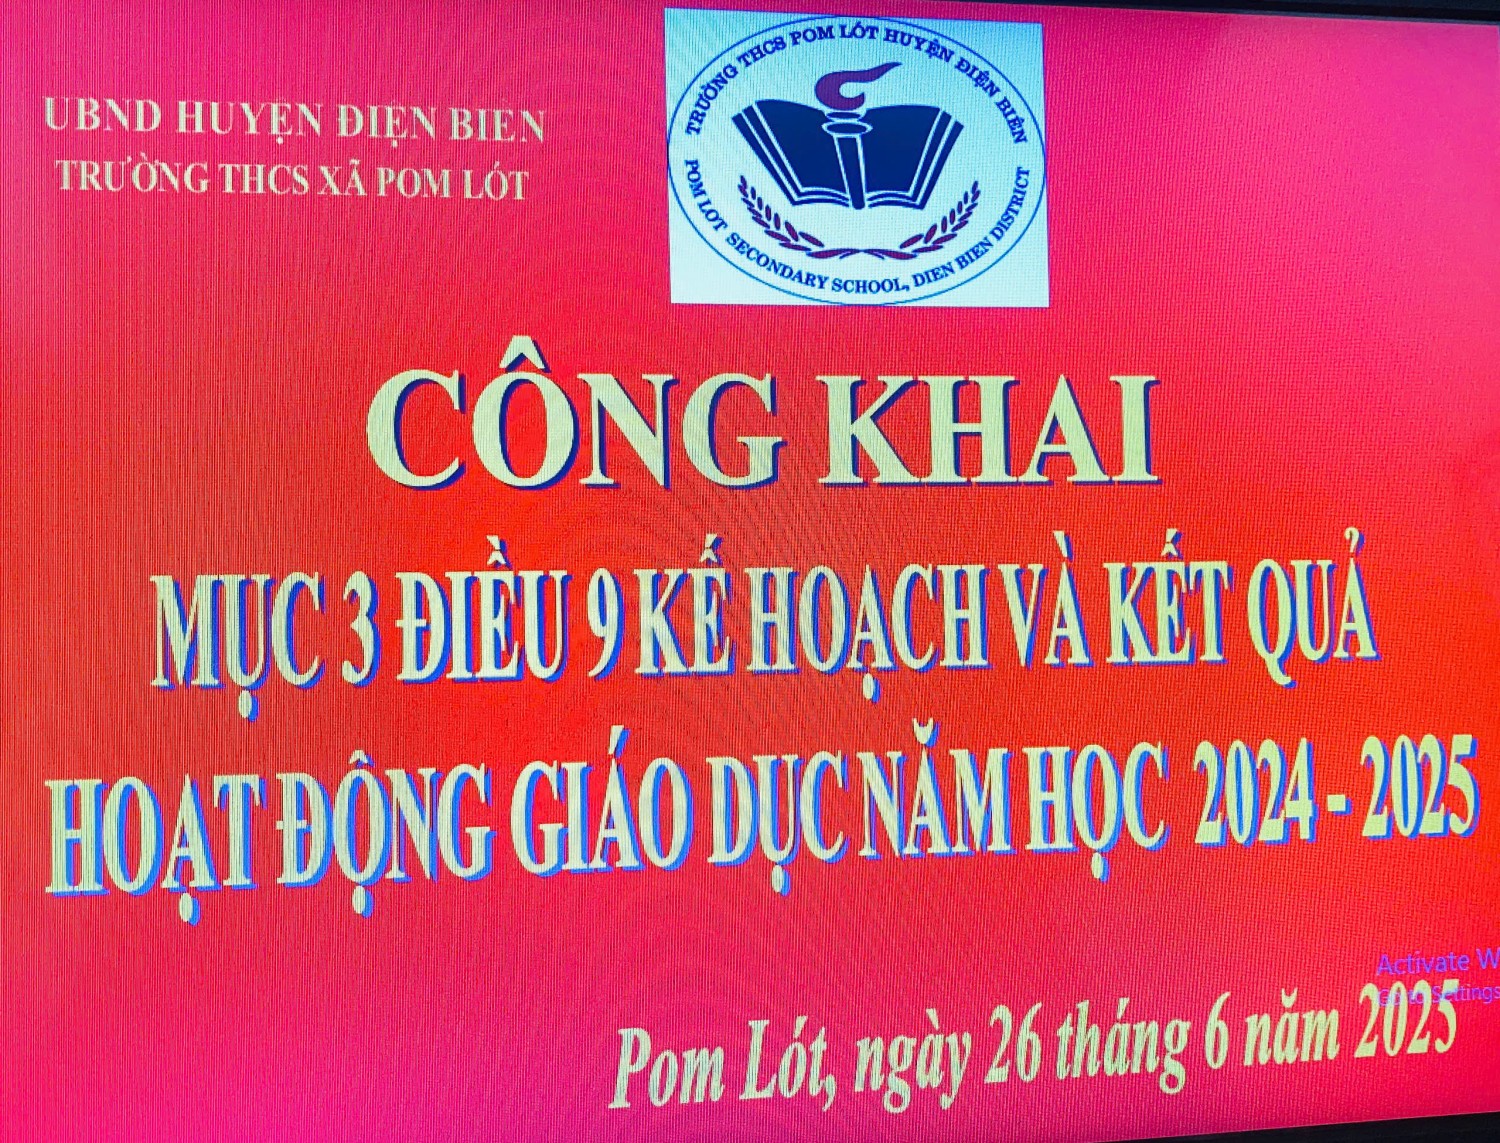 UBND HUYỆN ĐIỆN BIÊN
TRƯỜNG THCS XÃ POM LÓT
TRƯỜNG THCS POM LÓT HUYỆN ĐIỆN BIÊN
POM LOT SECONDARY SCHOOL, DIEN BIEN DISTRICT
CÔNG KHAI
MỤC 3 ĐIỀU 9 KẾ HOẠCH VÀ KẾT QUẢ
HOẠT ĐỘNG GIÁO DỤC NĂM HỌC 2024 - 2025
Activate W
Go to Settings
Pom Lót, ngày 26 tháng 6 năm 2025